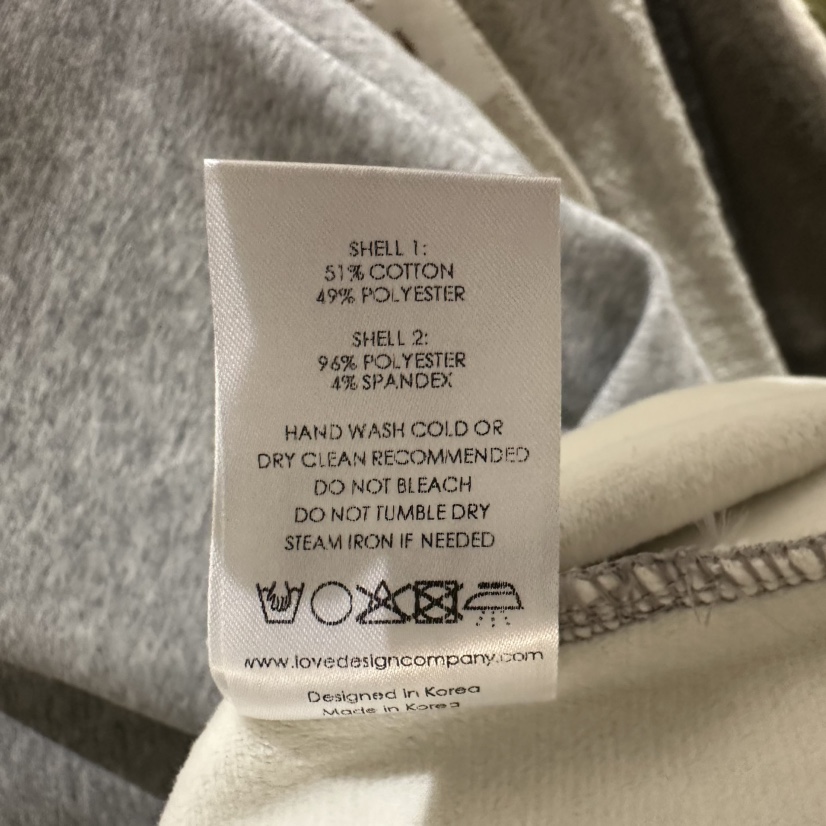 SHELL 1:
51% COTTON
49% POLYESTER
SHELL 2:
96% POLYESTER
4% SPANDEX
HAND WASH COLD OR
DRY CLEAN RECOMMENDED
DO NOT BLEACH
DO NOT TUMBLE DRY
STEAM IRON IF NEEDED
www.lovedesigncompany.com
Designed in Korea
Made in Korea